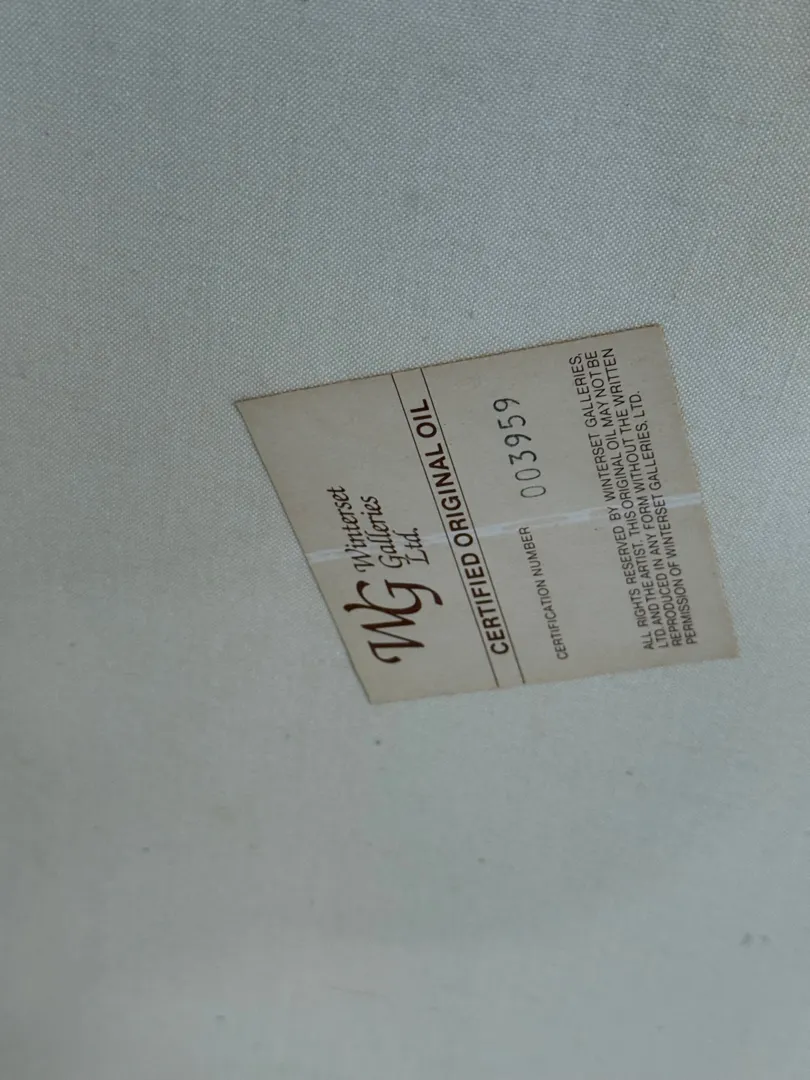 WG Winterset
Galleries
Ltd.
CERTIFIED ORIGINAL OIL
CERTIFICATION NUMBER 003959
ALL RIGHTS RESERVED BY WINTERSET GALLERIES,
LTD. AND THE ARTIST. THIS ORIGINAL OIL MAY NOT BE
REPRODUCED IN ANY FORM WITHOUT THE WRITTEN
PERMISSION OF WINTERSET GALLERIES, LTD.